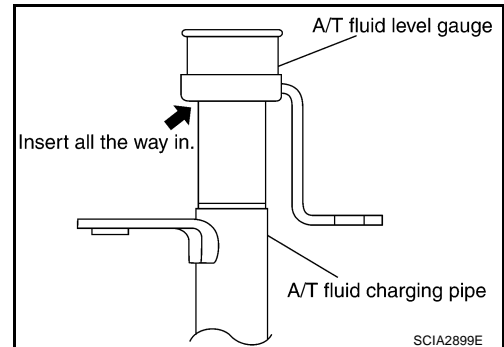 A/T fluid level gauge
Insert all the way in.
A/T fluid charging pipe
SCIA2899E